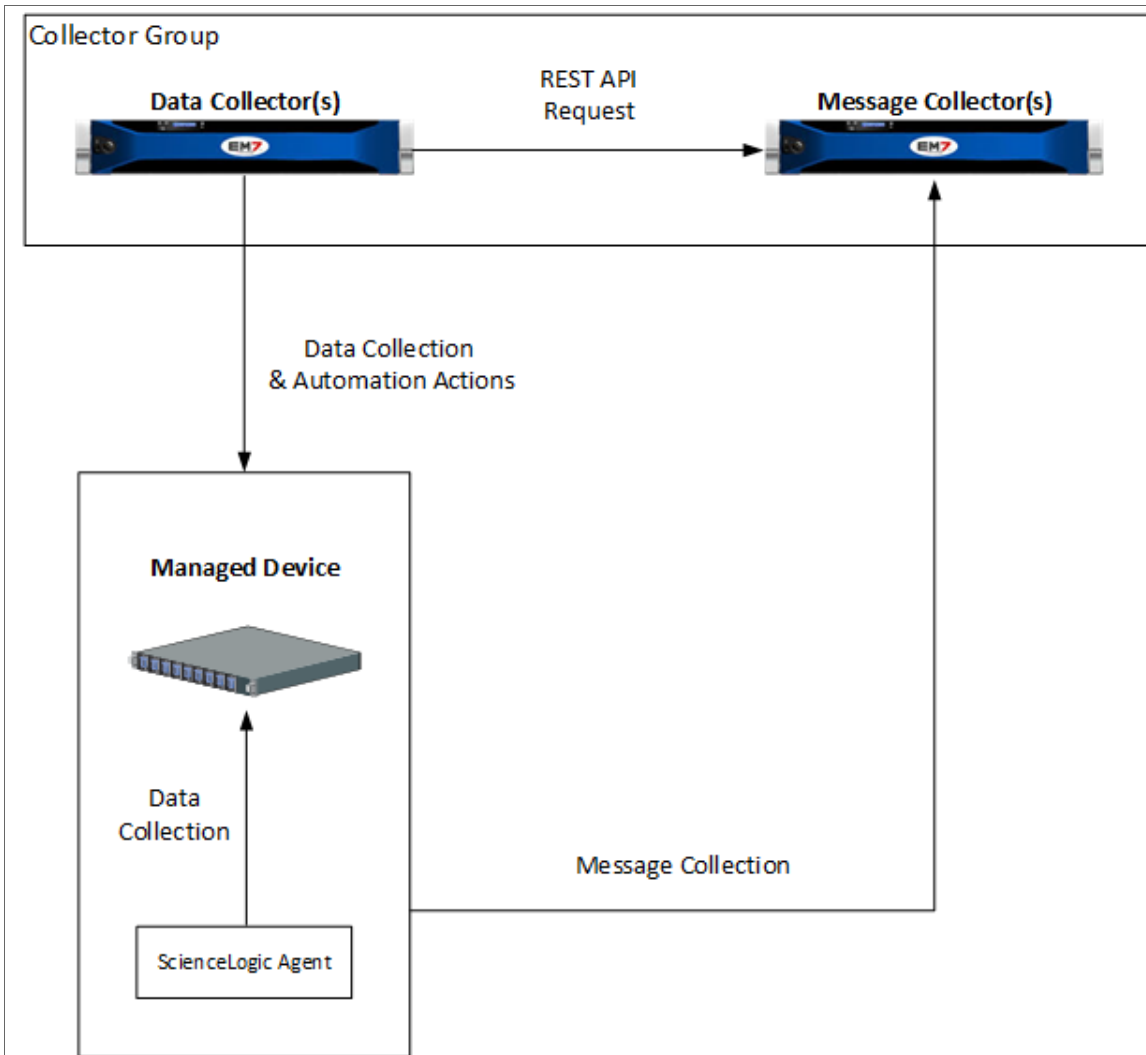 Collector Group
REST API
Request
Data Collector(s)
Message Collector(s)
EM7
EM7
Data Collection
& Automation Actions
Managed Device
Data
Collection
Message Collection
ScienceLogic Agent